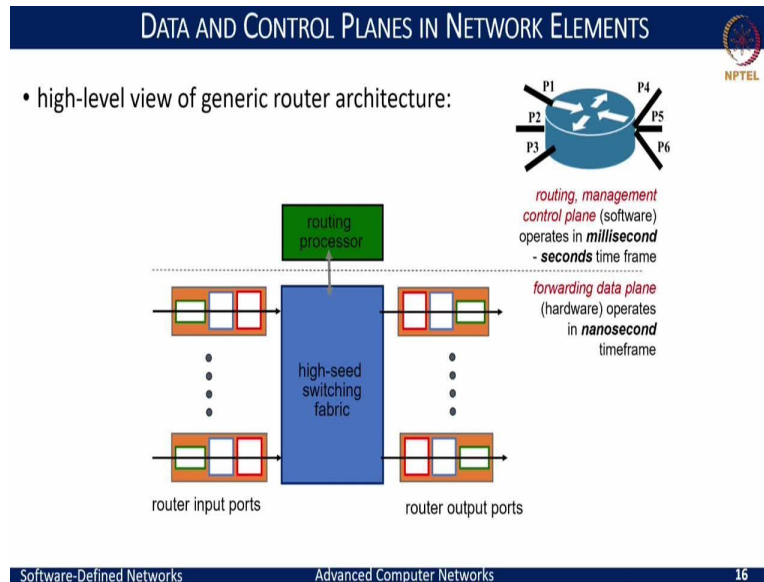 DATA AND CONTROL PLANES IN NETWORK ELEMENTS
NPTEL
• high-level view of generic router architecture:
P1
P2
P3
P4
P5
P6
routing, management
control plane (software)
operates in millisecond
- seconds time frame
forwarding data plane
(hardware) operates
in nanosecond
timeframe
routing
processor
high-seed
switching
fabric
router input ports
router output ports
Software-Defined Networks
Advanced Computer Networks
16